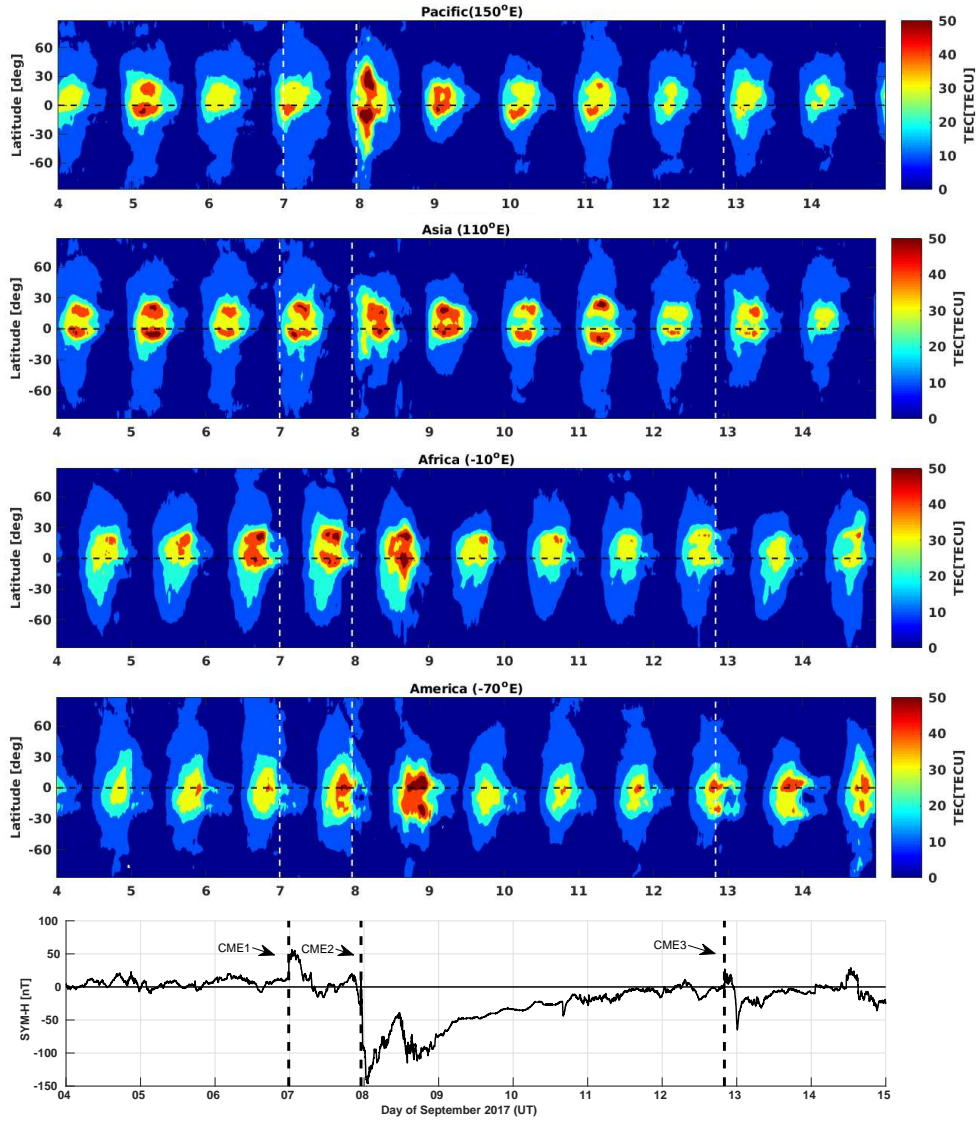 Pacific(150°E)
Latitude [deg]
60
30
0
-30
-60
4 5 6 7 8 9 10 11 12 13 14
50
40
30
20
10
0
TEC[TECU]
Asia (110°E)
Latitude [deg]
60
30
0
-30
-60
4 5 6 7 8 9 10 11 12 13 14
50
40
30
20
10
0
TEC[TECU]
Africa (-10°E)
Latitude [deg]
60
30
0
-30
-60
4 5 6 7 8 9 10 11 12 13 14
50
40
30
20
10
0
TEC[TECU]
America (-70°E)
Latitude [deg]
60
30
0
-30
-60
4 5 6 7 8 9 10 11 12 13 14
50
40
30
20
10
0
TEC[TECU]
SYM-H [nT]
100
50
0
-50
-100
-150
CME1
CME2
CME3
04 05 06 07 08 09 10 11 12 13 14 15
Day of September 2017 (UT)